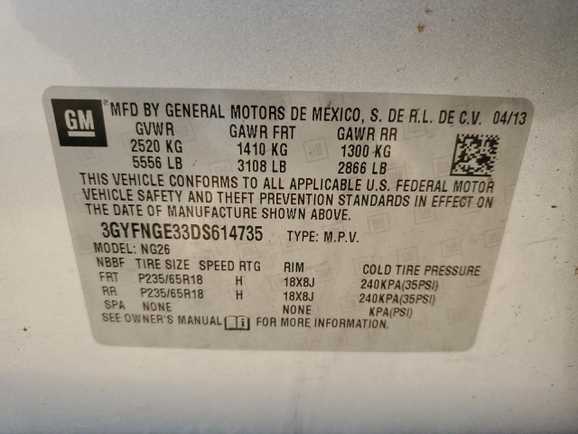 GM
MFD BY GENERAL MOTORS DE MEXICO, S. DE R.L. DE C.V. 04/13
GVWR GAWR FRT GAWR RR
2520 KG 1410 KG 1300 KG
5556 LB 3108 LB 2866 LB
THIS VEHICLE CONFORMS TO ALL APPLICABLE U.S. FEDERAL MOTOR
VEHICLE SAFETY AND THEFT PREVENTION STANDARDS IN EFFECT ON
THE DATE OF MANUFACTURE SHOWN ABOVE.
3GYFNGE33DS614735 TYPE: M.P.V.
MODEL: NG26
NBBF TIRE SIZE SPEED RTG RIM COLD TIRE PRESSURE
FRT P235/65R18 H 18X8J 240KPA(35PSI)
RR P235/65R18 H 18X8J 240KPA(35PSI)
SPA NONE NONE KPA(PSI)
SEE OWNER'S MANUAL FOR MORE INFORMATION